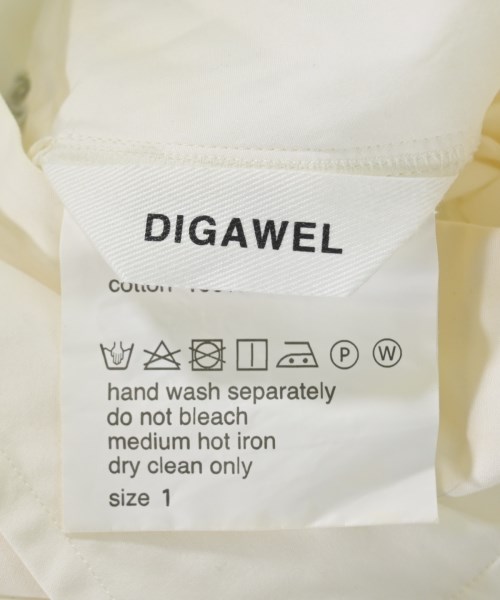 DIGAWEL
cotton
P W
hand wash separately
do not bleach
medium hot iron
dry clean only
size 1